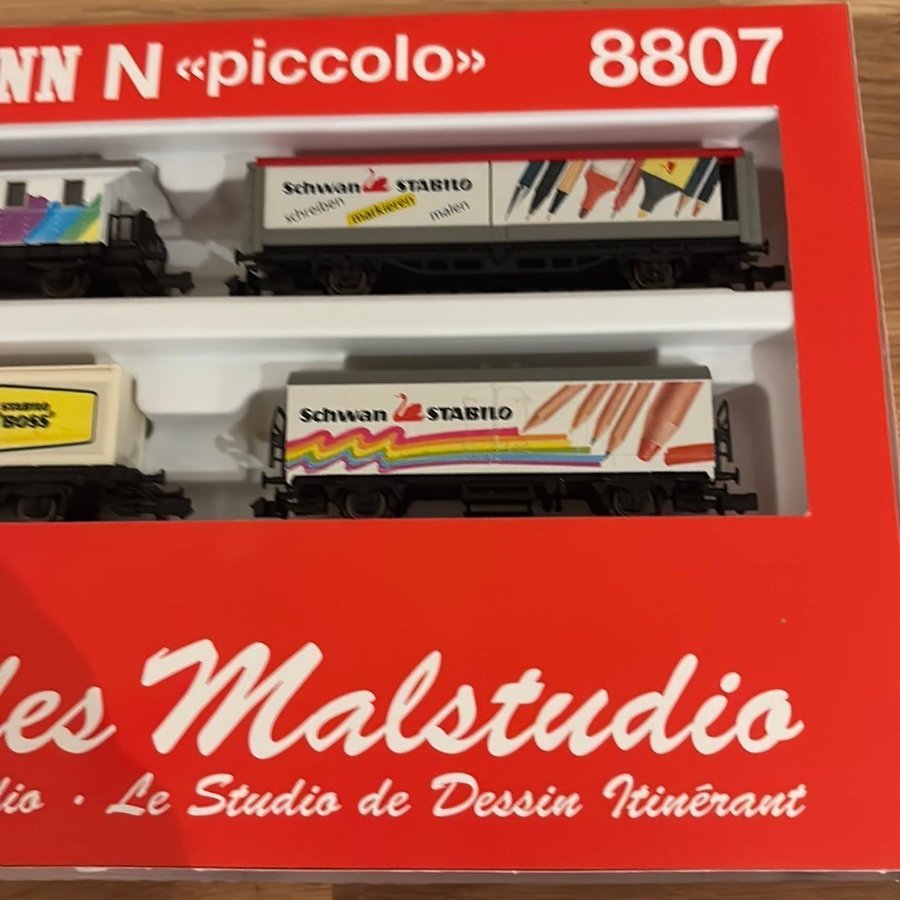 NN N «piccolo» 8807
Schwan STABILO
schreiben markieren malen
STABILO
BOSS
Schwan STABILO
les Malstudio
dio · Le Studio de Dessin Itinérant